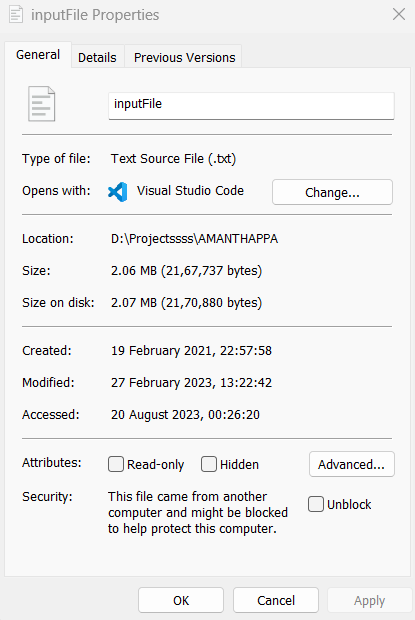 inputFile Properties
General Details Previous Versions
inputFile
Type of file: Text Source File (.txt)
Opens with: Visual Studio Code Change...
Location: D:\Projectssss\AMANTHAPPA
Size: 2.06 MB (21,67,737 bytes)
Size on disk: 2.07 MB (21,70,880 bytes)
Created: 19 February 2021, 22:57:58
Modified: 27 February 2023, 13:22:42
Accessed: 20 August 2023, 00:26:20
Attributes: Read-only Hidden Advanced...
Security: This file came from another
computer and might be blocked
to help protect this computer.
Unblock
OK Cancel Apply